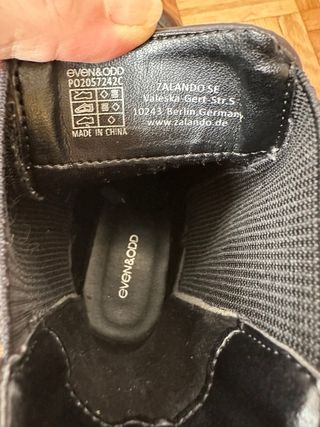 even&odd
PO2057242C
MADE IN CHINA
ZALANDO SE
Valeska-Gert-Str.5
10243 Berlin,Germany
www.zalando.de
even&odd